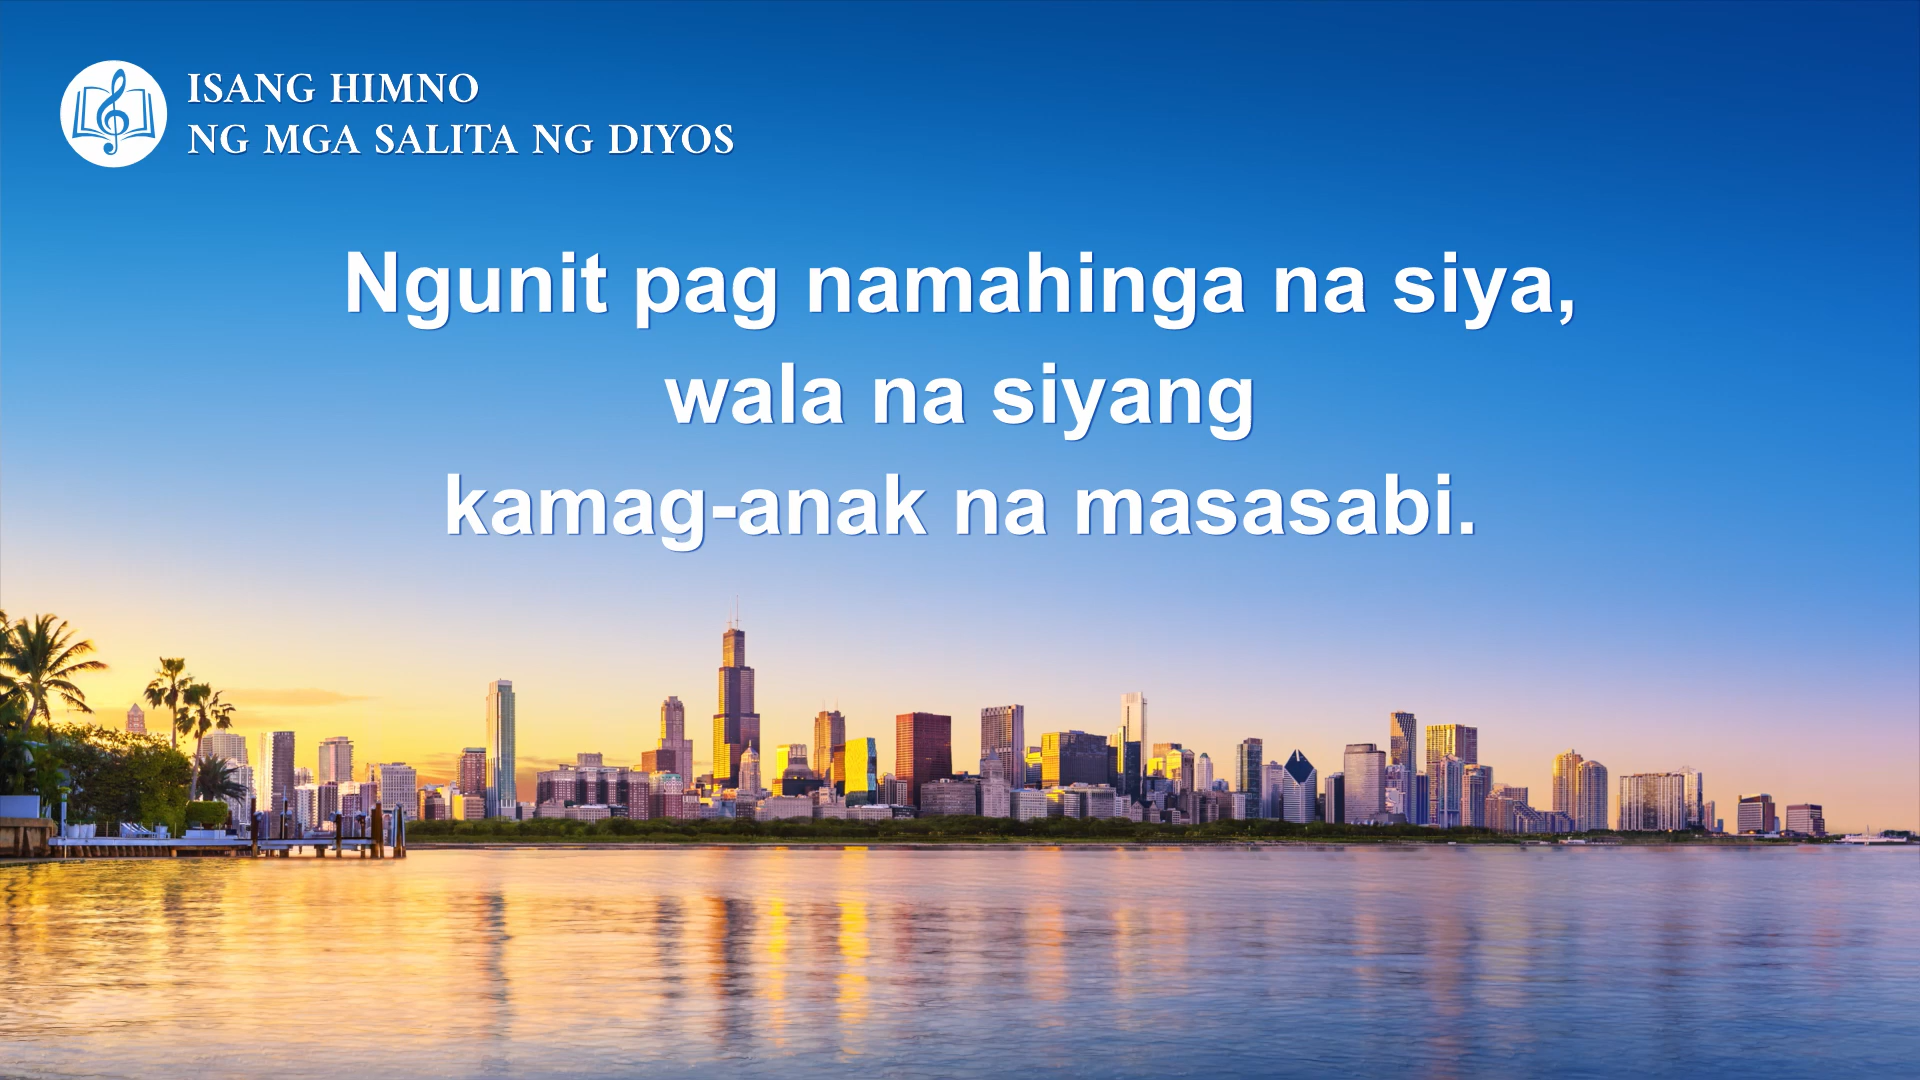 ISANG HIMNO
NG MGA SALITA NG DIYOS
Ngunit pag namahinga na siya,
wala na siyang
kamag-anak na masasabi.